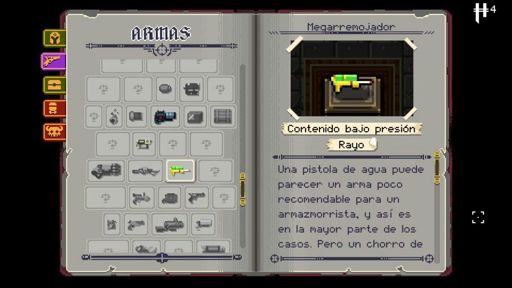 ARMAS
Megarremojador
4
Contenido bajo presión
Rayo
Una pistola de agua puede
parecer un arma poco
recomendable para un
armazmorrista, y así es
en la mayor parte de los
casos. Pero un chorro de